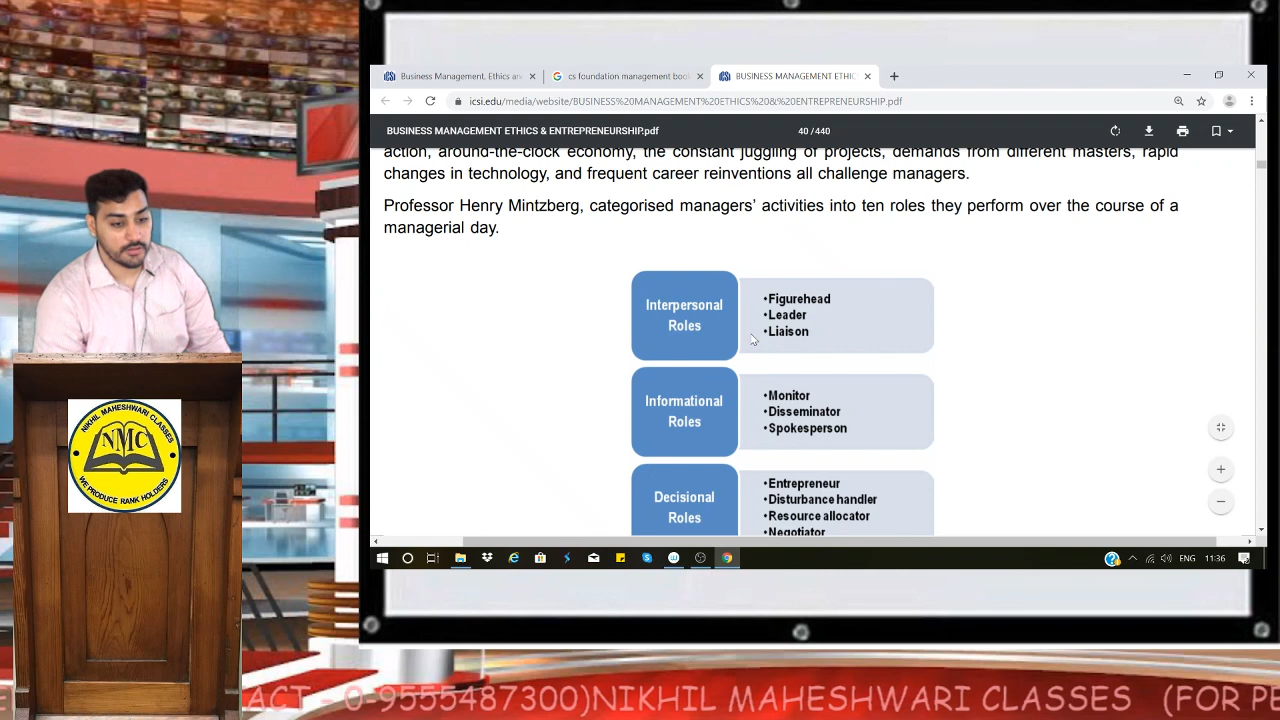 Business Management, Ethics an
cs foundation management book
BUSINESS MANAGEMENT ETHIC
icsi.edu/media/website/BUSINESS%20MANAGEMENT%20ETHICS%20&%20ENTREPRENEURSHIP.pdf
BUSINESS MANAGEMENT ETHICS & ENTREPRENEURSHIP.pdf
40 / 440
action, around-the-clock economy, the constant juggling of projects, demands from different masters, rapid
changes in technology, and frequent career reinventions all challenge managers.
Professor Henry Mintzberg, categorised managers' activities into ten roles they perform over the course of a
managerial day.
Interpersonal
Roles
•Figurehead
•Leader
•Liaison
Informational
Roles
•Monitor
•Disseminator
•Spokesperson
Decisional
Roles
•Entrepreneur
•Disturbance handler
•Resource allocator
•Negotiator
ENG 11:36
NIKHIL MAHESHWARI CLASSES
NMC
WE PRODUCE RANK HOLDERS
ACT - 0-9555487300)NIKHIL MAHESHWARI CLASSES (FOR PE